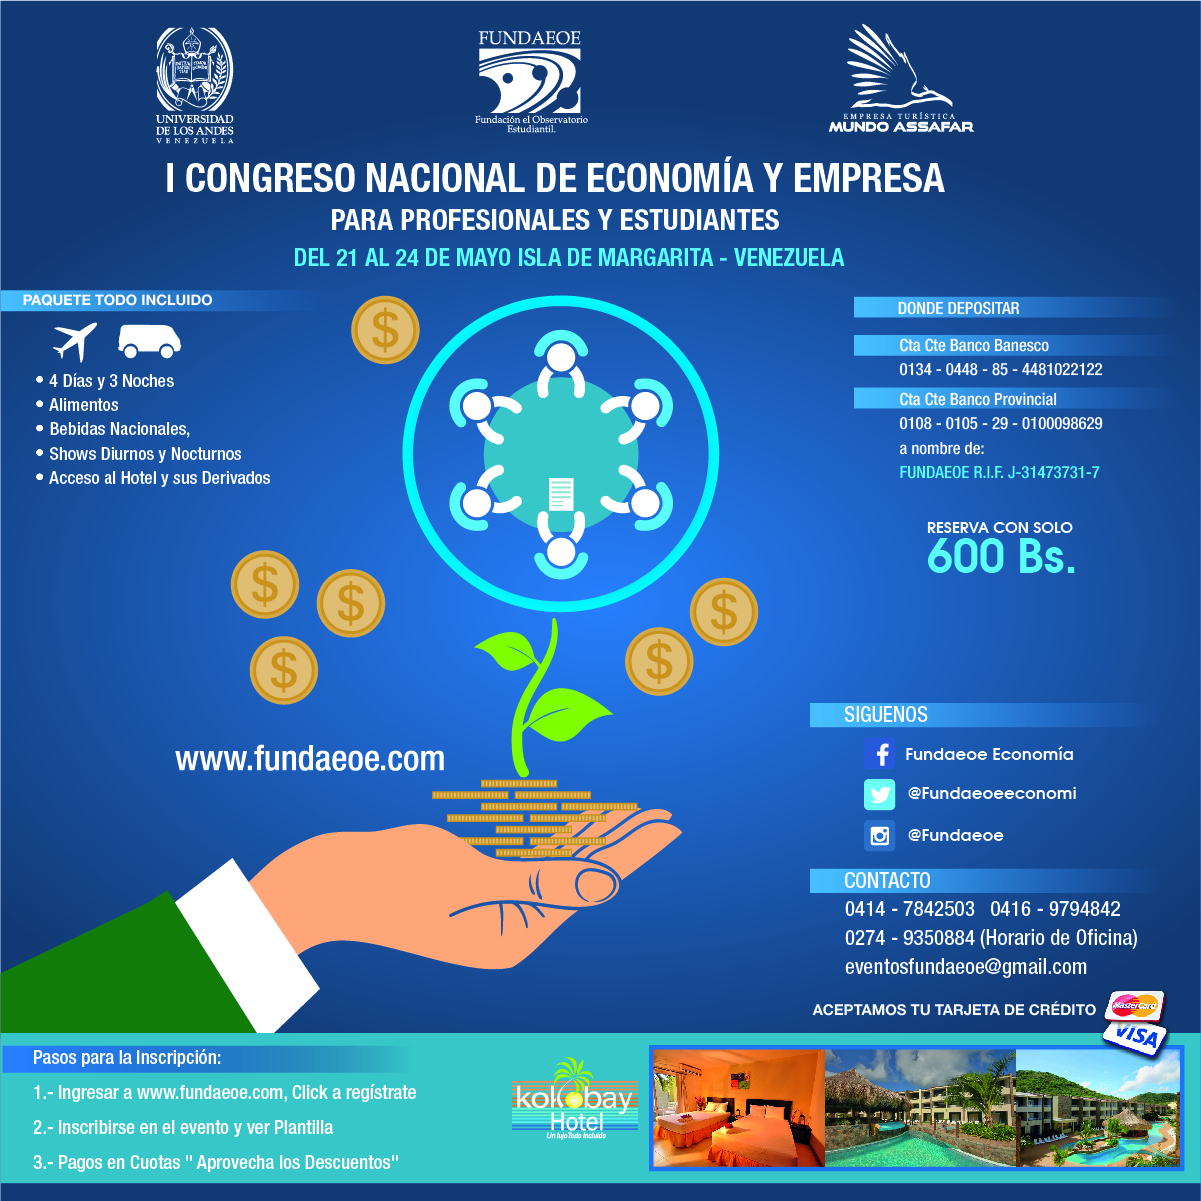 UNIVERSIDAD
DE LOS ANDES
VENEZUELA
FUNDAEOE
Fundación el Observatorio
Estudiantil.
EMPRESA TURÍSTICA
MUNDO ASSAFAR
I CONGRESO NACIONAL DE ECONOMÍA Y EMPRESA
PARA PROFESIONALES Y ESTUDIANTES
DEL 21 AL 24 DE MAYO ISLA DE MARGARITA - VENEZUELA
PAQUETE TODO INCLUIDO
• 4 Días y 3 Noches
• Alimentos
• Bebidas Nacionales,
• Shows Diurnos y Nocturnos
• Acceso al Hotel y sus Derivados
$
$
$
$
$
$
DONDE DEPOSITAR
Cta Cte Banco Banesco
0134 - 0448 - 85 - 4481022122
Cta Cte Banco Provincial
0108 - 0105 - 29 - 0100098629
a nombre de:
FUNDAEOE R.I.F. J-31473731-7
RESERVA CON SOLO
600 Bs.
www.fundaeoe.com
SIGUENOS
Fundaeoe Economía
@Fundaeoeeconomi
@Fundaeoe
CONTACTO
0414 - 7842503 0416 - 9794842
0274 - 9350884 (Horario de Oficina)
eventosfundaeoe@gmail.com
ACEPTAMOS TU TARJETA DE CRÉDITO
MasterCard
VISA
Pasos para la Inscripción:
1.- Ingresar a www.fundaeoe.com, Click a regístrate
2.- Inscribirse en el evento y ver Plantilla
3.- Pagos en Cuotas " Aprovecha los Descuentos"
kokobay
Hotel
Un lujo Todo Incluido